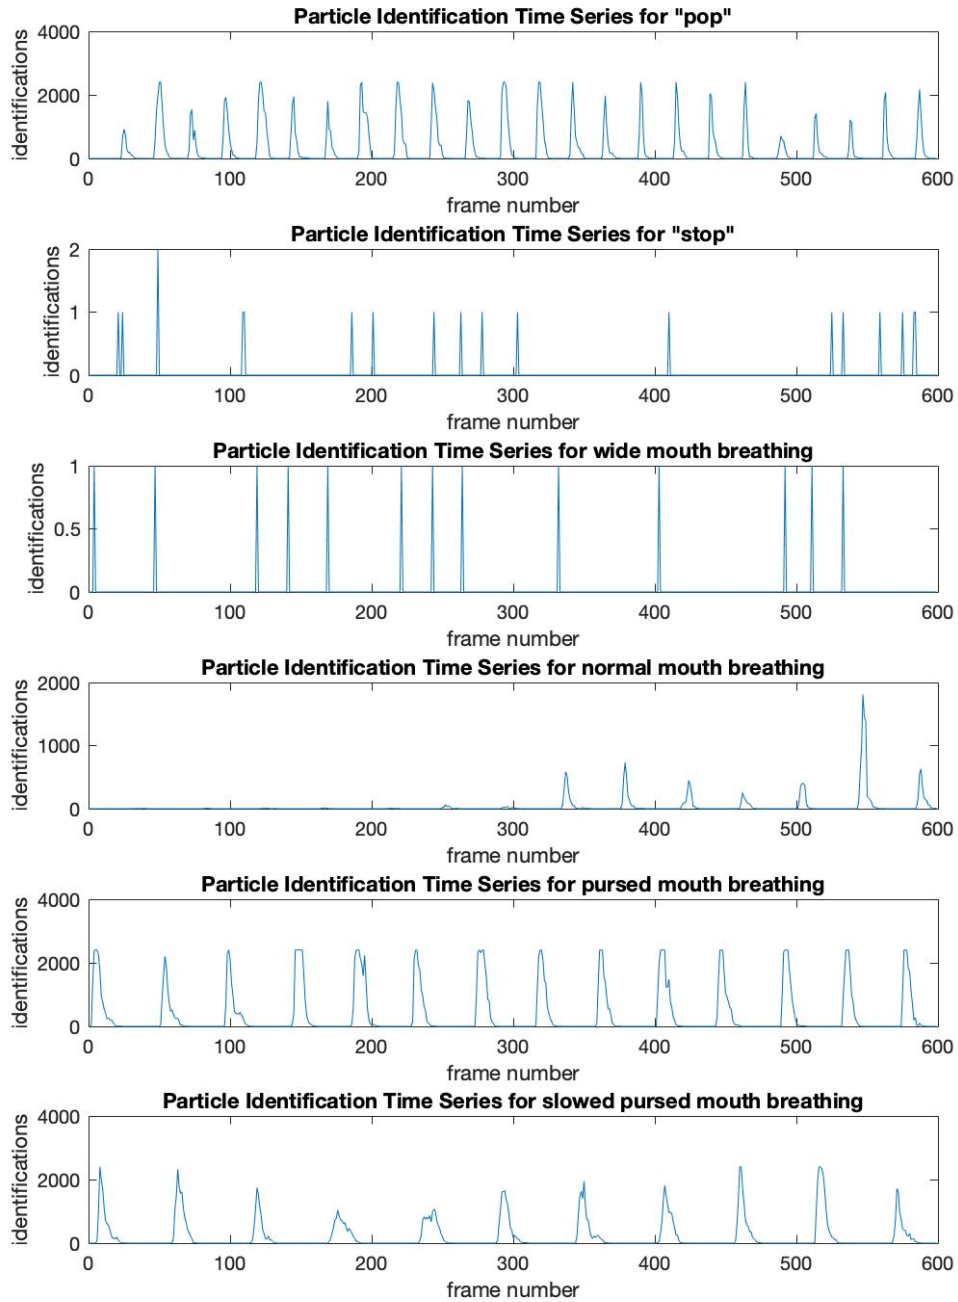 Particle Identification Time Series for "pop"
4000
2000
0
identifications
0 100 200 300 400 500 600
frame number
Particle Identification Time Series for "stop"
2
1
0
identifications
0 100 200 300 400 500 600
frame number
Particle Identification Time Series for wide mouth breathing
1
0.5
0
identifications
0 100 200 300 400 500 600
frame number
Particle Identification Time Series for normal mouth breathing
2000
1000
0
identifications
0 100 200 300 400 500 600
frame number
Particle Identification Time Series for pursed mouth breathing
4000
2000
0
identifications
0 100 200 300 400 500 600
frame number
Particle Identification Time Series for slowed pursed mouth breathing
4000
2000
0
identifications
0 100 200 300 400 500 600
frame number